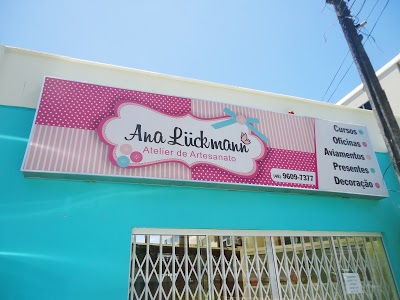 Ana Lückmann
Atelier de Artesanato
9609-7377
Cursos
Oficinas
Aviamentos
Presentes
Decoração